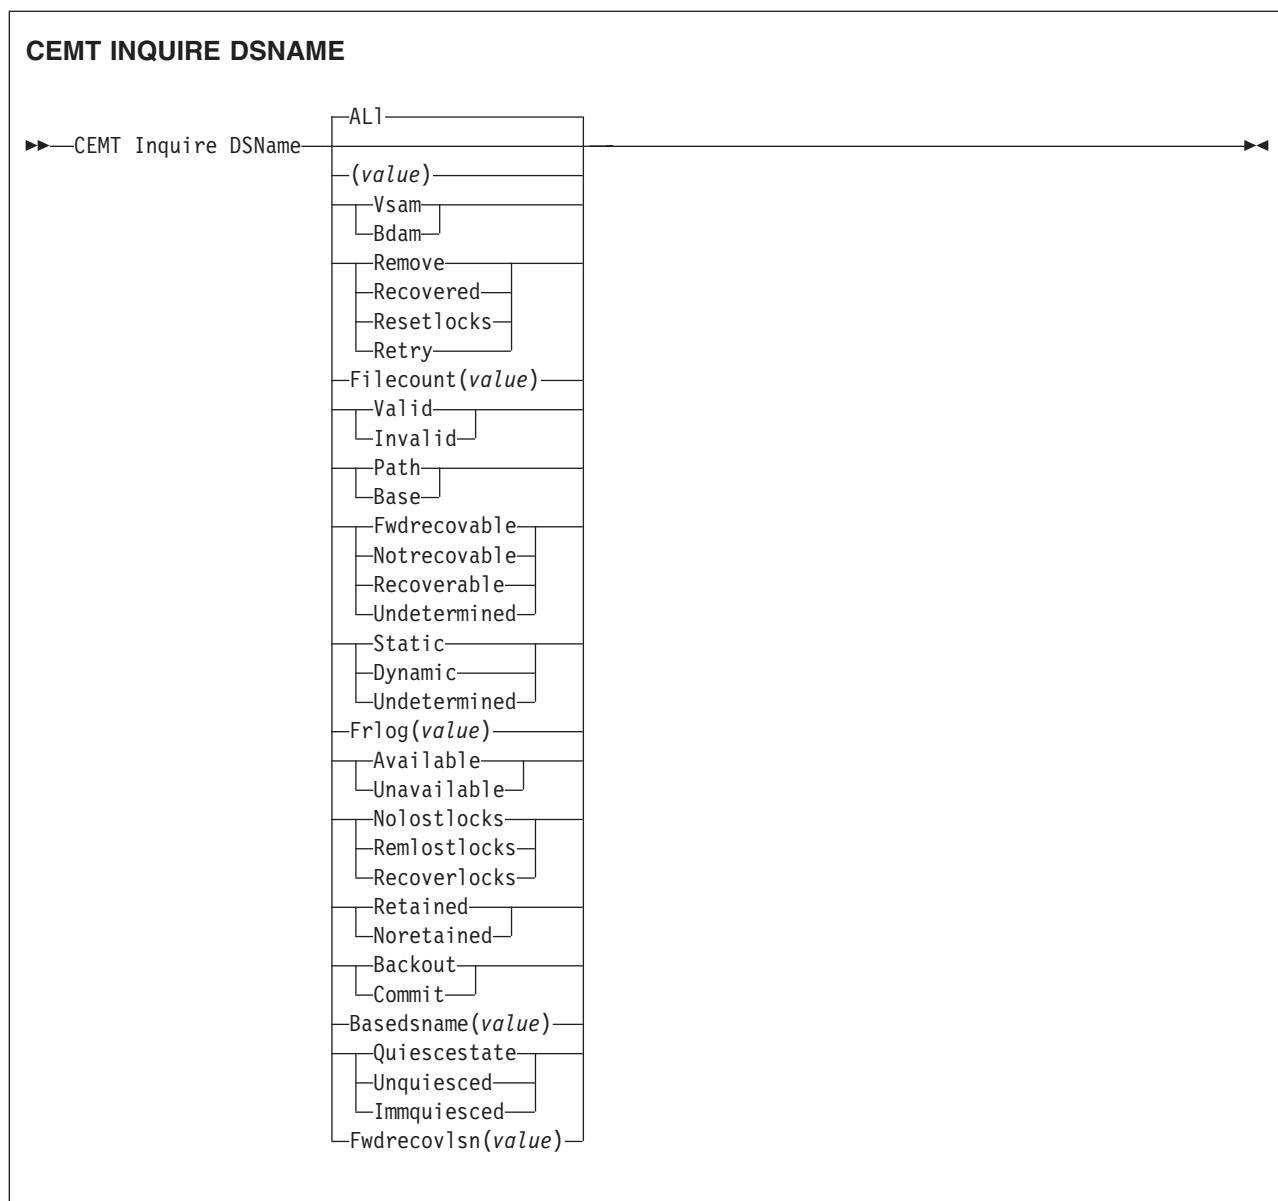 CEMT INQUIRE DSNAME
ALl
CEMT Inquire DSName
(value)
Vsam
Bdam
Remove
Recovered
Resetlocks
Retry
Filecount(value)
Valid
Invalid
Path
Base
Fwdrecovable
Notrecovable
Recoverable
Undetermined
Static
Dynamic
Undetermined
Frlog(value)
Available
Unavailable
Nolostlocks
Remlostlocks
Recoverlocks
Retained
Noretained
Backout
Commit
Basedsname(value)
Quiescestate
Unquiesced
Immquiesced
Fwdrecovlsn(value)